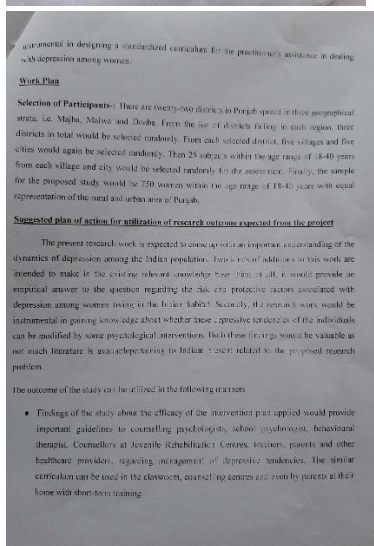 instrumental in designing a standardized curriculum for the practitioner's assistance in dealing
with depression among women.
Work Plan
Selection of Participants-: There are twenty-two districts in Punjab spread in three geographical
strata, i.e. Majha, Malwa and Doaba. From the list of districts falling in each region, three
districts in total would be selected randomly. From each selected district, five villages and five
cities would again be selected randomly. Then 25 subjects within the age range of 18-40 years
from each village and city would be selected randomly for the assessment. Finally, the sample
for the proposed study would be 750 women within the age range of 18-40 years with equal
representation of the rural and urban area of Punjab.
Suggested plan of action for utilization of research outcome expected from the project
The present research work is expected to come up with an important understanding of the
dynamics of depression among the Indian population. Two kinds of additions to this work are
intended to make in the existing relevant knowledge base. First of all, it would provide an
empirical answer to the question regarding the risk and protective factors associated with
depression among women living in the Indian habitat. Secondly, the research work would be
instrumental in gaining knowledge about whether these depressive tendencies of the individuals
can be modified by some psychological interventions. Both these findings would be valuable as
not much literature is available pertaining to Indian present related to the proposed research
problem.
The outcome of the study can be utilized in the following manner:
• Findings of the study about the efficacy of the intervention plan applied would provide
important guidelines to counselling psychologists, school psychologist, behavioural
therapist, Counsellors at Juvenile Rehabilitation Centres, teachers, parents and other
healthcare providers, regarding management of depressive tendencies. The similar
curriculum can be used in the classroom, counselling centres and even by parents at their
home with short-term training.